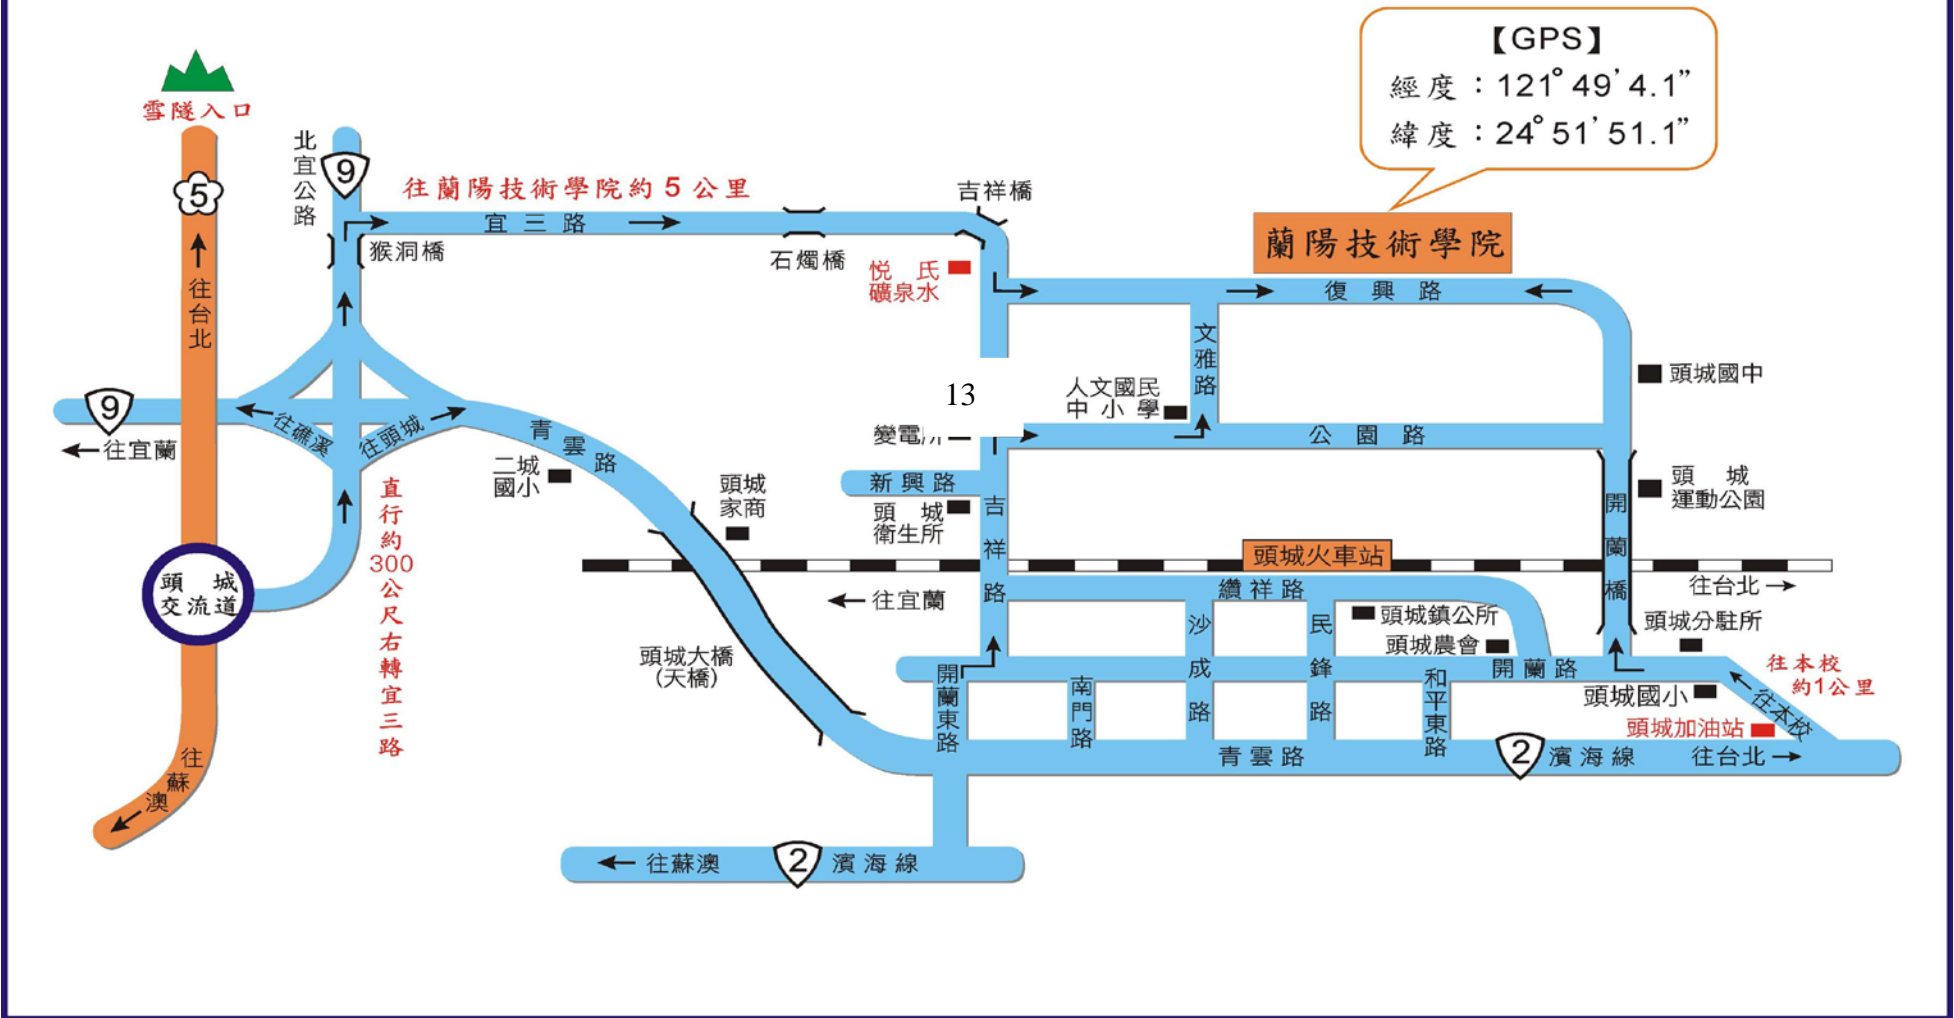 【GPS】
經度：121°49’4.1”
緯度：24°51’51.1”
雪隧入口
北宜公路
9
5
往蘭陽技術學院約 5 公里
宜三路
猴洞橋
石燭橋
吉祥橋
悅氏
礦泉水
蘭陽技術學院
復興路
往台北
文雅路
頭城國中
13
人文國民
中小學
變電所
公園路
9
往宜蘭
往礁溪
往頭城
青雲路
二城
國小
頭城
家商
新興路
頭城
衛生所
吉祥路
開蘭橋
頭城
運動公園
直行約300公尺右轉宜三路
頭城
交流道
頭城火車站
往宜蘭
往台北
纘祥路
沙成路
民鋒路
頭城鎮公所
頭城農會
頭城分駐所
頭城大橋
(天橋)
開蘭東路
南門路
和平東路
開蘭路
頭城國小
往本校
約1公里
往本校
頭城加油站
青雲路
2
濱海線
往台北
往蘇澳
往蘇澳
2
濱海線